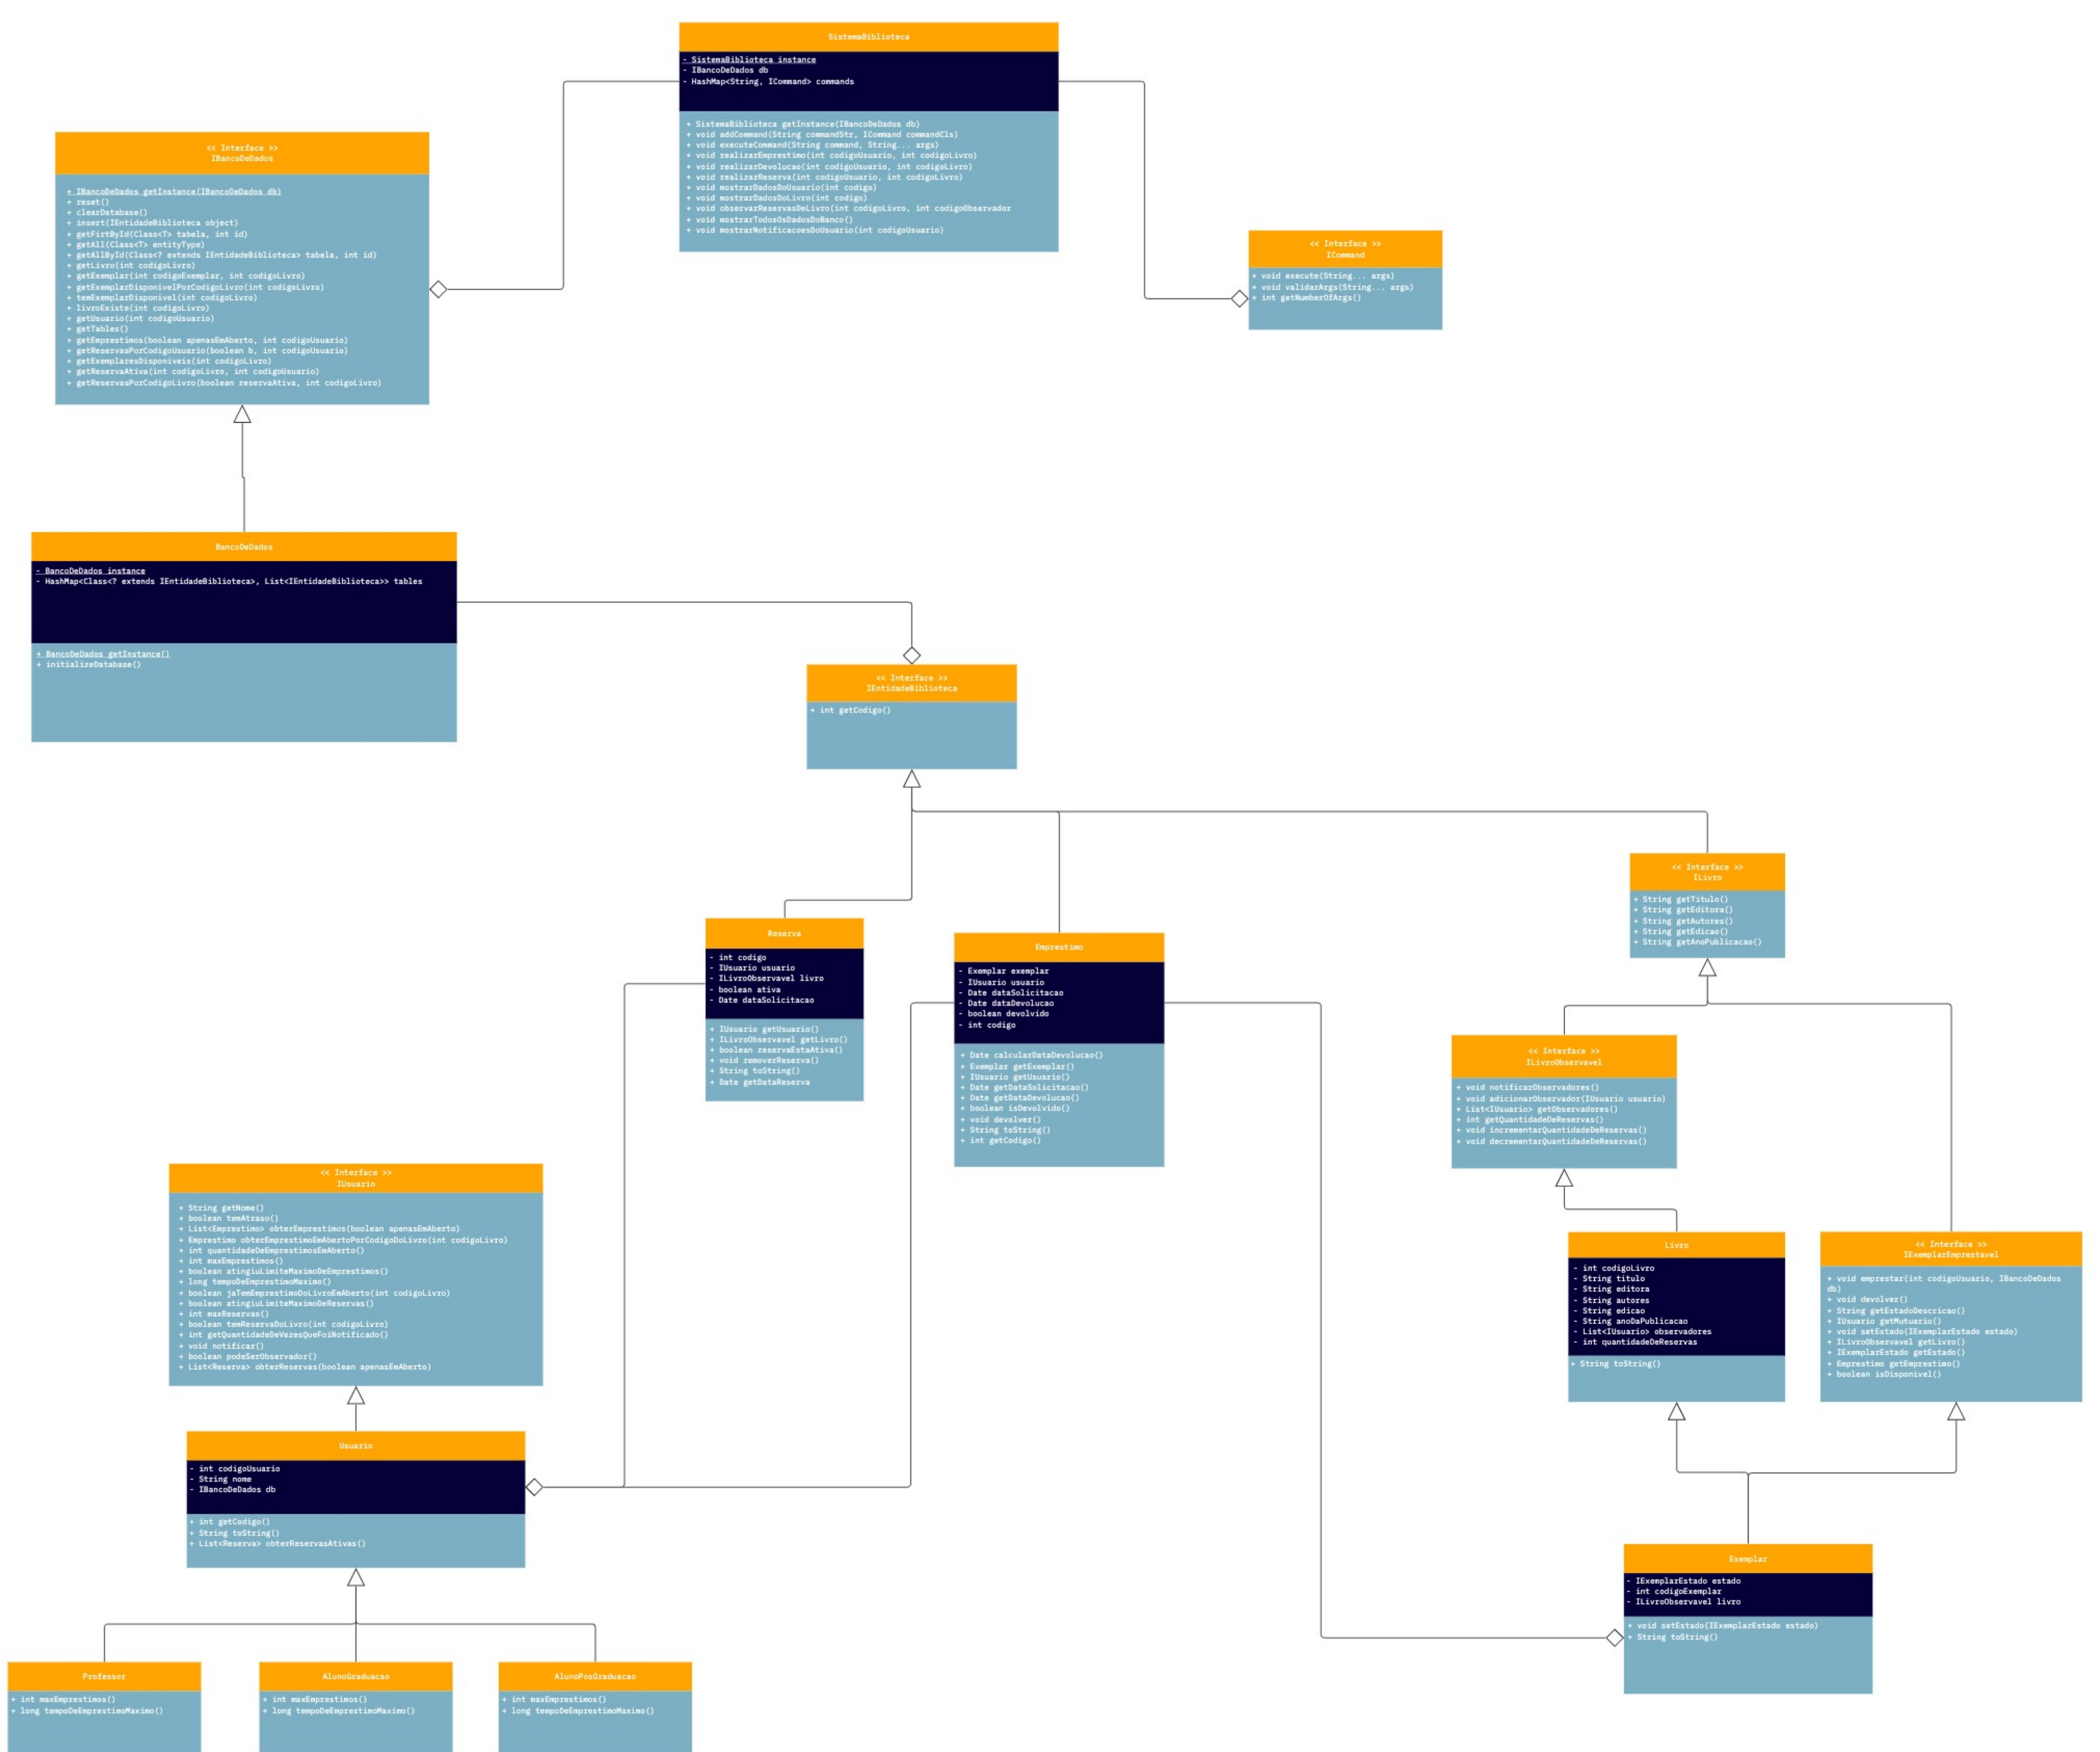 SistemaBiblioteca
- SistemaBiblioteca instance
- IBancoDeDados db
- HashMap<String, ICommand> commands
+ SistemaBiblioteca getInstance(IBancoDeDados db)
+ void addCommand(String commandStr, ICommand commandCls)
+ void executeCommand(String command, String... args)
+ void realizarEmprestimo(int codigoUsuario, int codigoLivro)
+ void realizarDevolucao(int codigoUsuario, int codigoLivro)
+ void realizarReserva(int codigoUsuario, int codigoLivro)
+ void mostrarDadosDoUsuario(int codigo)
+ void mostrarDadosDoLivro(int codigo)
+ void observarReservasDeLivro(int codigoLivro, int codigoObservador
+ void mostrarTodosOsDadosDoBanco()
+ void mostrarNotificacoesDoUsuario(int codigoUsuario)
<< Interface >>
IBancoDeDados
+ IBancoDeDados getInstance(IBancoDeDados db)
+ reset()
+ clearDatabase()
+ insert(IEntidadeBiblioteca object)
+ getFirtById(Class<T> tabela, int id)
+ getAll(Class<T> entityType)
+ getAllById(Class<? extends IEntidadeBiblioteca> tabela, int id)
+ getLivro(int codigoLivro)
+ getExemplar(int codigoExemplar, int codigoLivro)
+ getExemplarDisponivelPorCodigoLivro(int codigoLivro)
+ temExemplarDisponivel(int codigoLivro)
+ livroExiste(int codigoLivro)
+ getUsuario(int codigoUsuario)
+ getTables()
+ getEmprestimos(boolean apenasEmAberto, int codigoUsuario)
+ getReservasPorCodigoUsuario(boolean b, int codigoUsuario)
+ getExemplaresDisponiveis(int codigoLivro)
+ getReservaAtiva(int codigoLivro, int codigoUsuario)
+ getReservasPorCodigoLivro(boolean reservaAtiva, int codigoLivro)
<< Interface >>
ICommand
+ void execute(String... args)
+ void validarArgs(String... args)
+ int getNumberOfArgs()
BancoDeDados
- BancoDeDados instance
- HashMap<Class<? extends IEntidadeBiblioteca>, List<IEntidadeBiblioteca>> tables
+ BancoDeDados getInstance()
+ initializeDatabase()
<< Interface >>
IEntidadeBiblioteca
+ int getCodigo()
<< Interface >>
ILivro
+ String getTitulo()
+ String getEditora()
+ String getAutores()
+ String getEdicao()
+ String getAnoPublicacao()
Reserva
- int codigo
- IUsuario usuario
- ILivroObservavel livro
- boolean ativa
- Date dataSolicitacao
+ IUsuario getUsuario()
+ ILivroObservavel getLivro()
+ boolean reservaEstaAtiva()
+ void removerReserva()
+ String toString()
+ Date getDataReserva
Emprestimo
- Exemplar exemplar
- IUsuario usuario
- Date dataSolicitacao
- Date dataDevolucao
- boolean devolvido
- int codigo
+ Date calcularDataDevolucao()
+ Exemplar getExemplar()
+ IUsuario getUsuario()
+ Date getDataSolicitacao()
+ Date getDataDevolucao()
+ boolean isDevolvido()
+ void devolver()
+ String toString()
+ int getCodigo()
<< Interface >>
ILivroObservavel
+ void notificarObservadores()
+ void adicionarObservador(IUsuario usuario)
+ List<IUsuario> getObservadores()
+ int getQuantidadeDeReservas()
+ void incrementarQuantidadeDeReservas()
+ void decrementarQuantidadeDeReservas()
<< Interface >>
IUsuario
+ String getNome()
+ boolean temAtraso()
+ List<Emprestimo> obterEmprestimos(boolean apenasEmAberto)
+ Emprestimo obterEmprestimoEmAbertoPorCodigoDoLivro(int codigoLivro)
+ int quantidadeDeEmprestimosEmAberto()
+ int maxEmprestimos()
+ boolean atingiuLimiteMaximoDeEmprestimos()
+ long tempoDeEmprestimoMaximo()
+ boolean jaTemEmprestimoDoLivroEmAberto(int codigoLivro)
+ boolean atingiuLimiteMaximoDeReservas()
+ int maxReservas()
+ boolean temReservaDoLivro(int codigoLivro)
+ int getQuantidadeDeVezesQueFoiNotificado()
+ void notificar()
+ boolean podeSerObservador()
+ List<Reserva> obterReservas(boolean apenasEmAberto)
Livro
- int codigoLivro
- String titulo
- String editora
- String autores
- String edicao
- String anoDaPublicacao
- List<IUsuario> observadores
- int quantidadeDeReservas
+ String toString()
<< Interface >>
IExemplarEmprestavel
+ void emprestar(int codigoUsuario, IBancoDeDados
db)
+ void devolver()
+ String getEstadoDescricao()
+ IUsuario getMutuario()
+ void setEstado(IExemplarEstado estado)
+ ILivroObservavel getLivro()
+ IExemplarEstado getEstado()
+ Emprestimo getEmprestimo()
+ boolean isDisponivel()
Usuario
- int codigoUsuario
- String nome
- IBancoDeDados db
+ int getCodigo()
+ String toString()
+ List<Reserva> obterReservasAtivas()
Exemplar
- IExemplarEstado estado
- int codigoExemplar
- ILivroObservavel livro
+ void setEstado(IExemplarEstado estado)
+ String toString()
Professor
+ int maxEmprestimos()
+ long tempoDeEmprestimoMaximo()
AlunoGraduacao
+ int maxEmprestimos()
+ long tempoDeEmprestimoMaximo()
AlunoPosGraduacao
+ int maxEmprestimos()
+ long tempoDeEmprestimoMaximo()